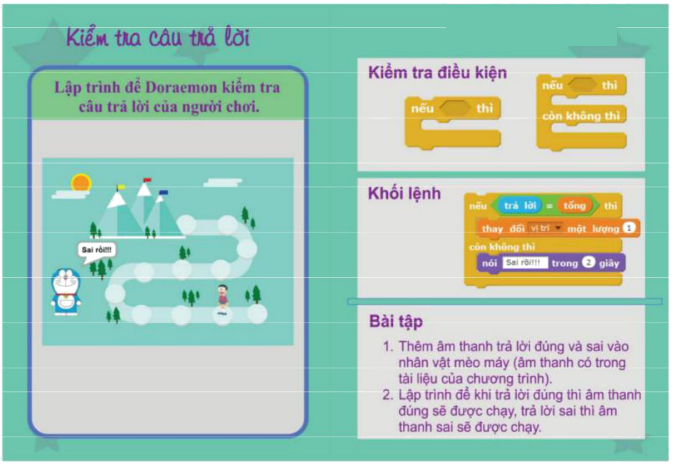 Kiểm tra câu trả lời
Lập trình để Doraemon kiểm tra
câu trả lời của người chơi.
Sai rồi!!!
Kiểm tra điều kiện
nếu thì
nếu thì
còn không thì
Khối lệnh
nếu trả lời = tổng thì
thay đổi vị trí một lượng 1
còn không thì
nói Sai rồi!!! trong 2 giây
Bài tập
1. Thêm âm thanh trả lời đúng và sai vào
nhân vật mèo máy (âm thanh có trong
tài liệu của chương trình).
2. Lập trình để khi trả lời đúng thì âm thanh
đúng sẽ được chạy, trả lời sai thì âm
thanh sai sẽ được chạy.